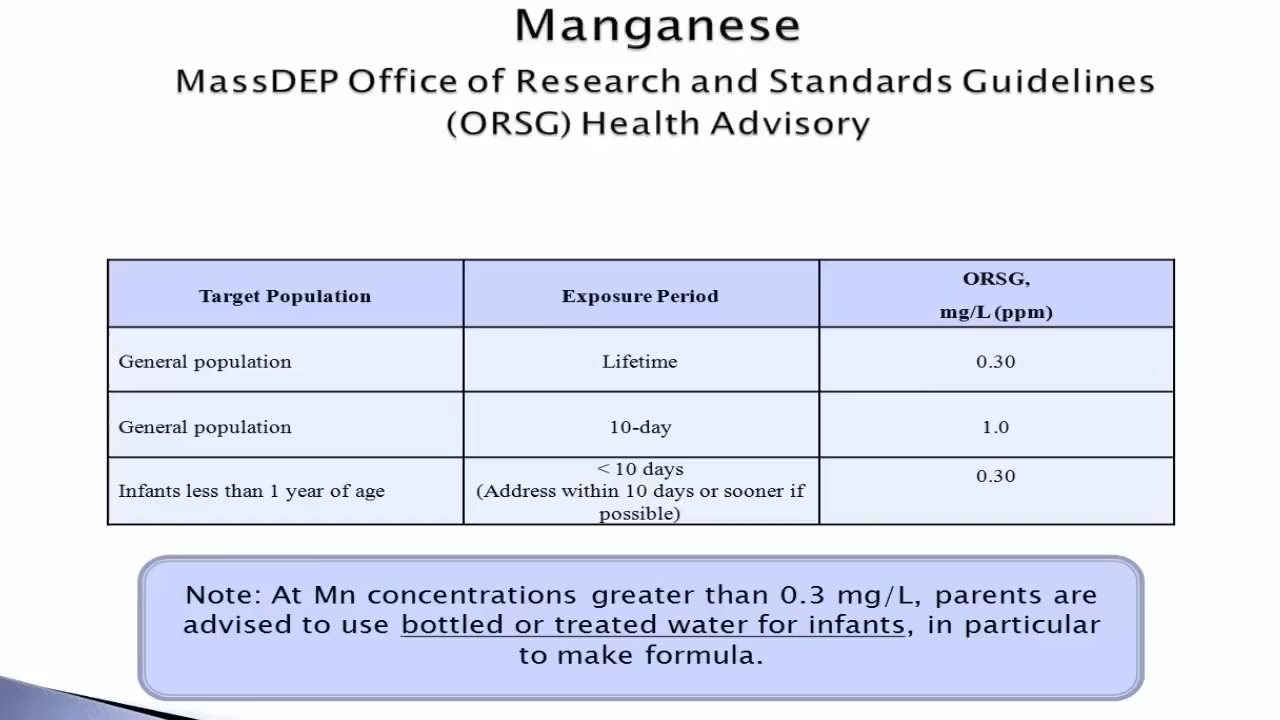 Manganese
MassDEP Office of Research and Standards Guidelines
(ORSG) Health Advisory
Target Population
Exposure Period
ORSG,
mg/L (ppm)
General population
Lifetime
0.30
General population
10-day
1.0
Infants less than 1 year of age
< 10 days
(Address within 10 days or sooner if
possible)
0.30
Note: At Mn concentrations greater than 0.3 mg/L, parents are
advised to use bottled or treated water for infants, in particular
to make formula.